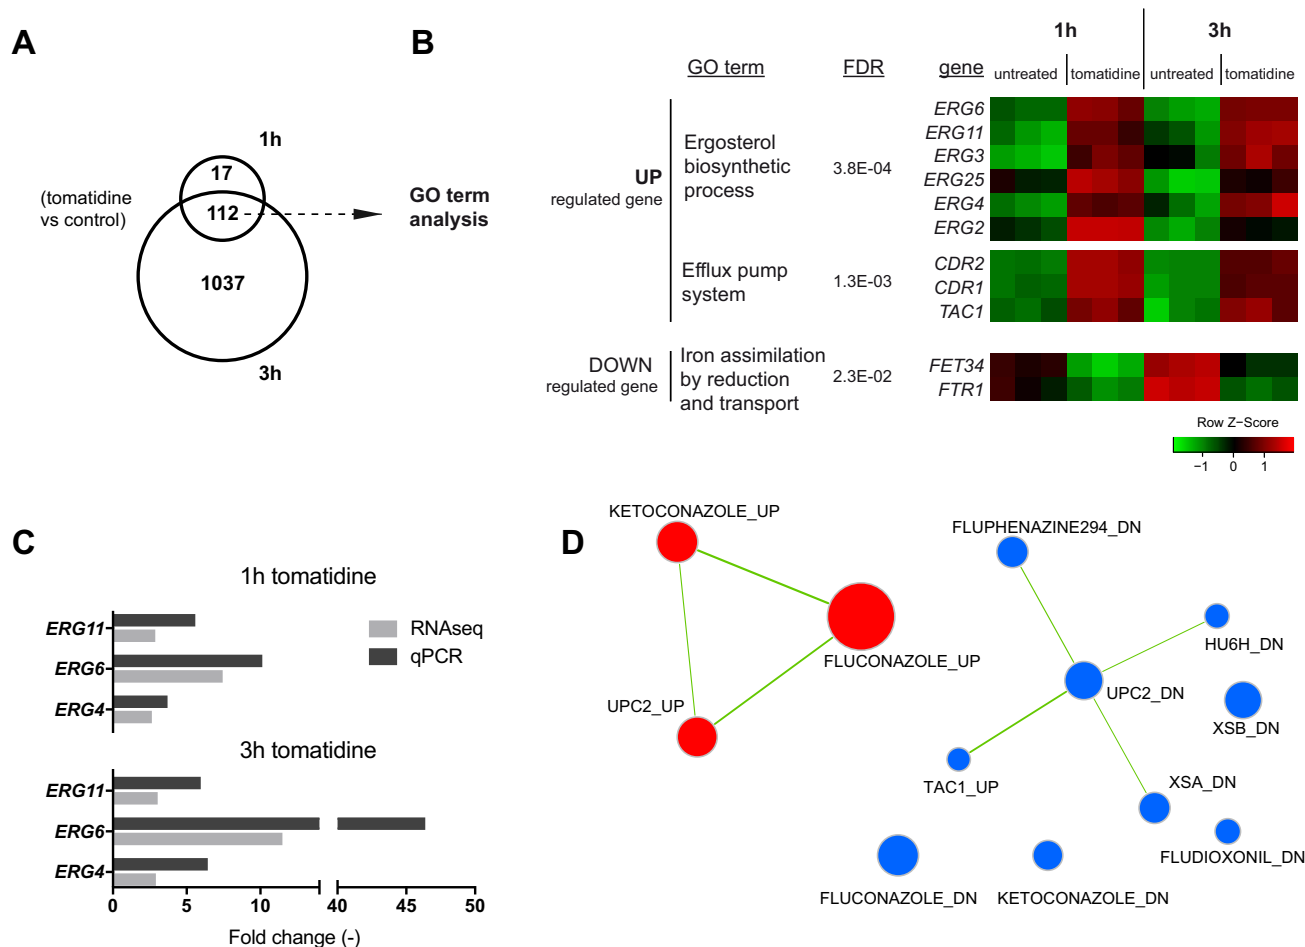 A
1h
17
(tomatidine
vs control)
112
1037
3h
GO term
analysis
B
1h
3h
GO term
FDR
gene
untreated
tomatidine
untreated
tomatidine
UP
regulated gene
Ergosterol
biosynthetic
process
3.8E-04
ERG6
ERG11
ERG3
ERG25
ERG4
ERG2
Efflux pump
system
1.3E-03
CDR2
CDR1
TAC1
DOWN
regulated gene
Iron assimilation
by reduction
and transport
2.3E-02
FET34
FTR1
Row Z−Score
−1
0
1
C
1h tomatidine
ERG11
ERG6
ERG4
RNAseq
qPCR
3h tomatidine
ERG11
ERG6
ERG4
0
5
10
40
45
50
Fold change (-)
D
KETOCONAZOLE_UP
FLUCONAZOLE_UP
UPC2_UP
FLUPHENAZINE294_DN
HU6H_DN
UPC2_DN
XSB_DN
TAC1_UP
XSA_DN
FLUDIOXONIL_DN
FLUCONAZOLE_DN
KETOCONAZOLE_DN